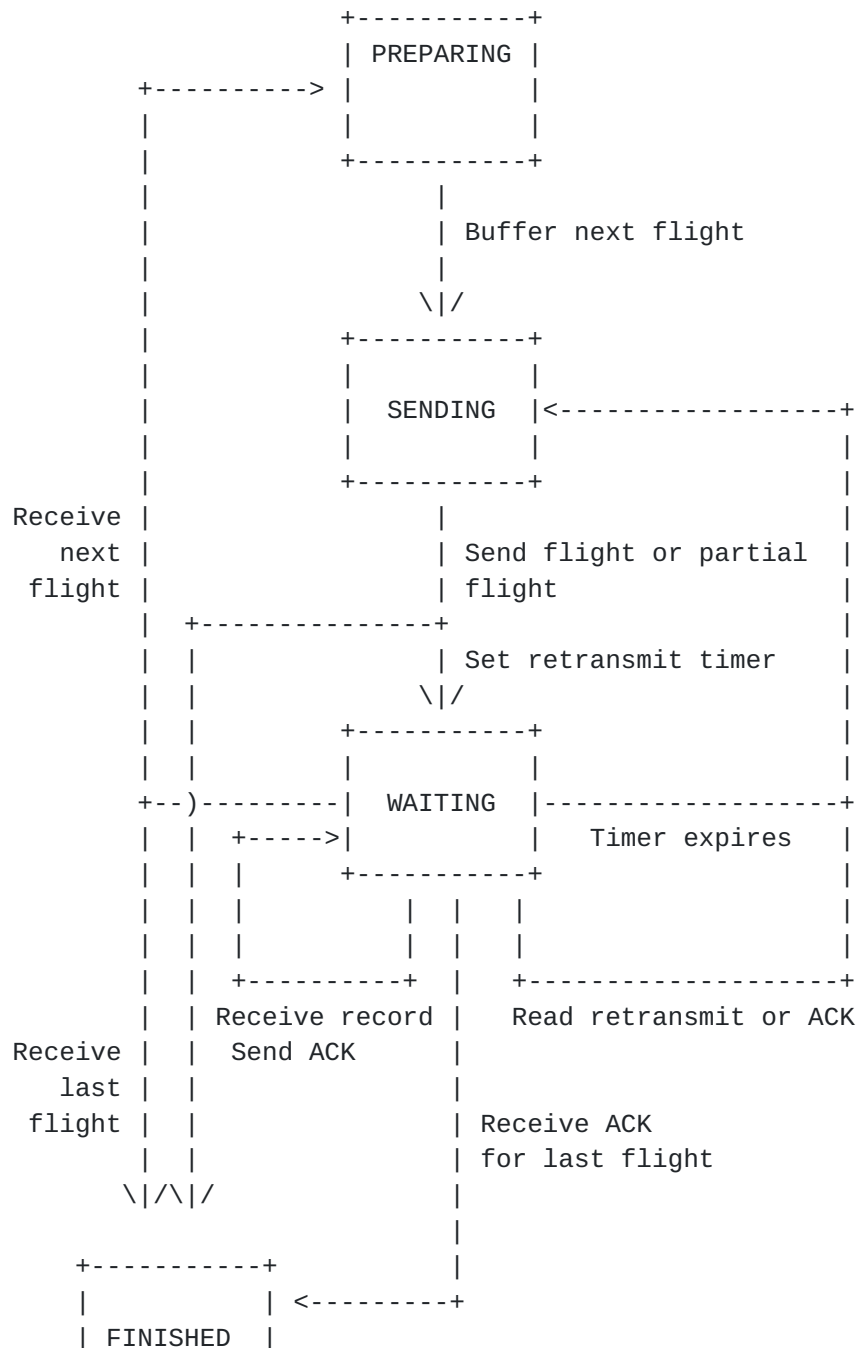 PREPARING
Buffer next flight
SENDING
Receive
next
flight
Send flight or partial
flight
Set retransmit timer
WAITING
Timer expires
Receive record
Send ACK
Read retransmit or ACK
Receive
last
flight
Receive ACK
for last flight
FINISHED